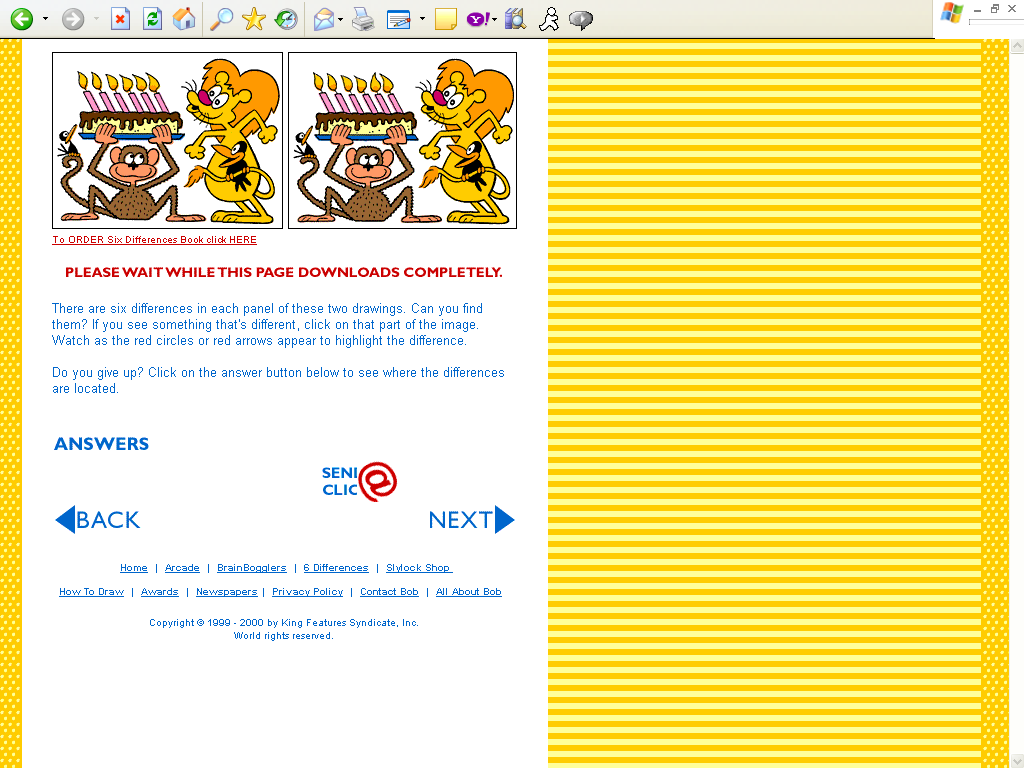 Y!
To ORDER Six Differences Book click HERE
PLEASE WAIT WHILE THIS PAGE DOWNLOADS COMPLETELY.
There are six differences in each panel of these two drawings. Can you find
them? If you see something that's different, click on that part of the image.
Watch as the red circles or red arrows appear to highlight the difference.
Do you give up? Click on the answer button below to see where the differences
are located.
ANSWERS
SENI
CLIC@
BACK
NEXT
Home | Arcade | BrainBogglers | 6 Differences | Slylock Shop
How To Draw | Awards | Newspapers | Privacy Policy | Contact Bob | All About Bob
Copyright © 1999 - 2000 by King Features Syndicate, Inc.
World rights reserved.